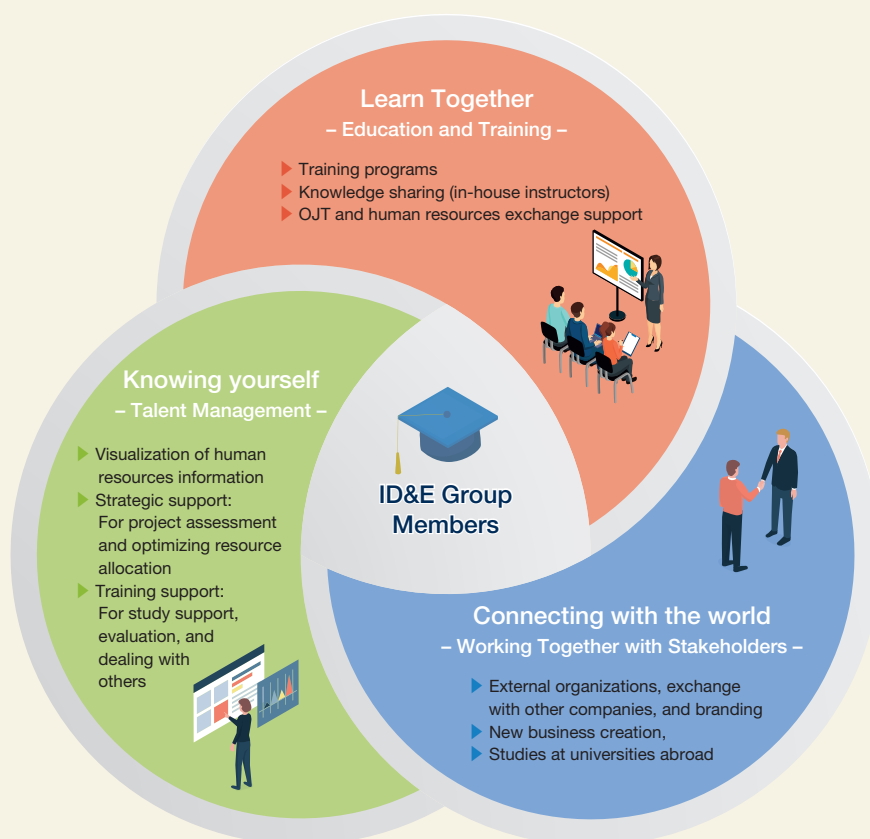 Learn Together
– Education and Training –
▶ Training programs
▶ Knowledge sharing (in-house instructors)
▶ OJT and human resources exchange support
Knowing yourself
– Talent Management –
▶ Visualization of human
resources information
▶ Strategic support:
For project assessment
and optimizing resource
allocation
▶ Training support:
For study support,
evaluation, and
dealing with
others
ID&E Group
Members
Connecting with the world
– Working Together with Stakeholders –
▶ External organizations, exchange
with other companies, and branding
▶ New business creation,
▶ Studies at universities abroad